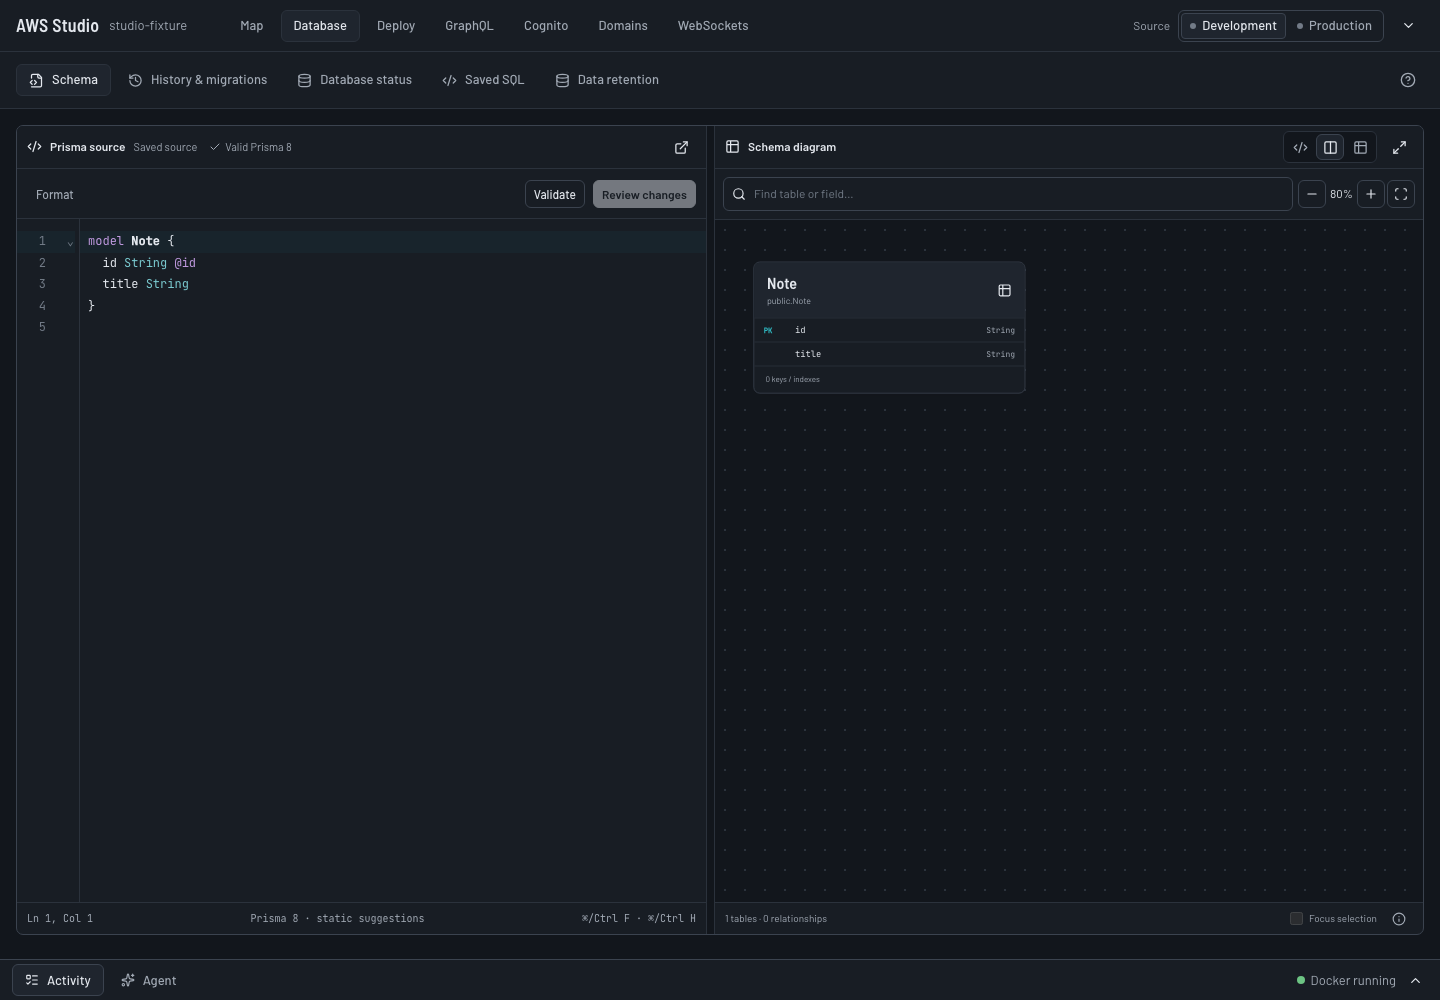 AWS Studio studio-fixture Map Database Deploy GraphQL Cognito Domains WebSockets Source Development Production
Schema History & migrations Database status Saved SQL Data retention
Prisma source Saved source Valid Prisma 8
Format Validate Review changes
1 model Note {
2 id String @id
3 title String
4 }
5
Ln 1, Col 1 Prisma 8 · static suggestions ⌘/Ctrl F · ⌘/Ctrl H
Schema diagram
Find table or field... 80%
Note
public.Note
PK id String
title String
0 keys / indexes
1 tables · 0 relationships Focus selection
Activity Agent Docker running